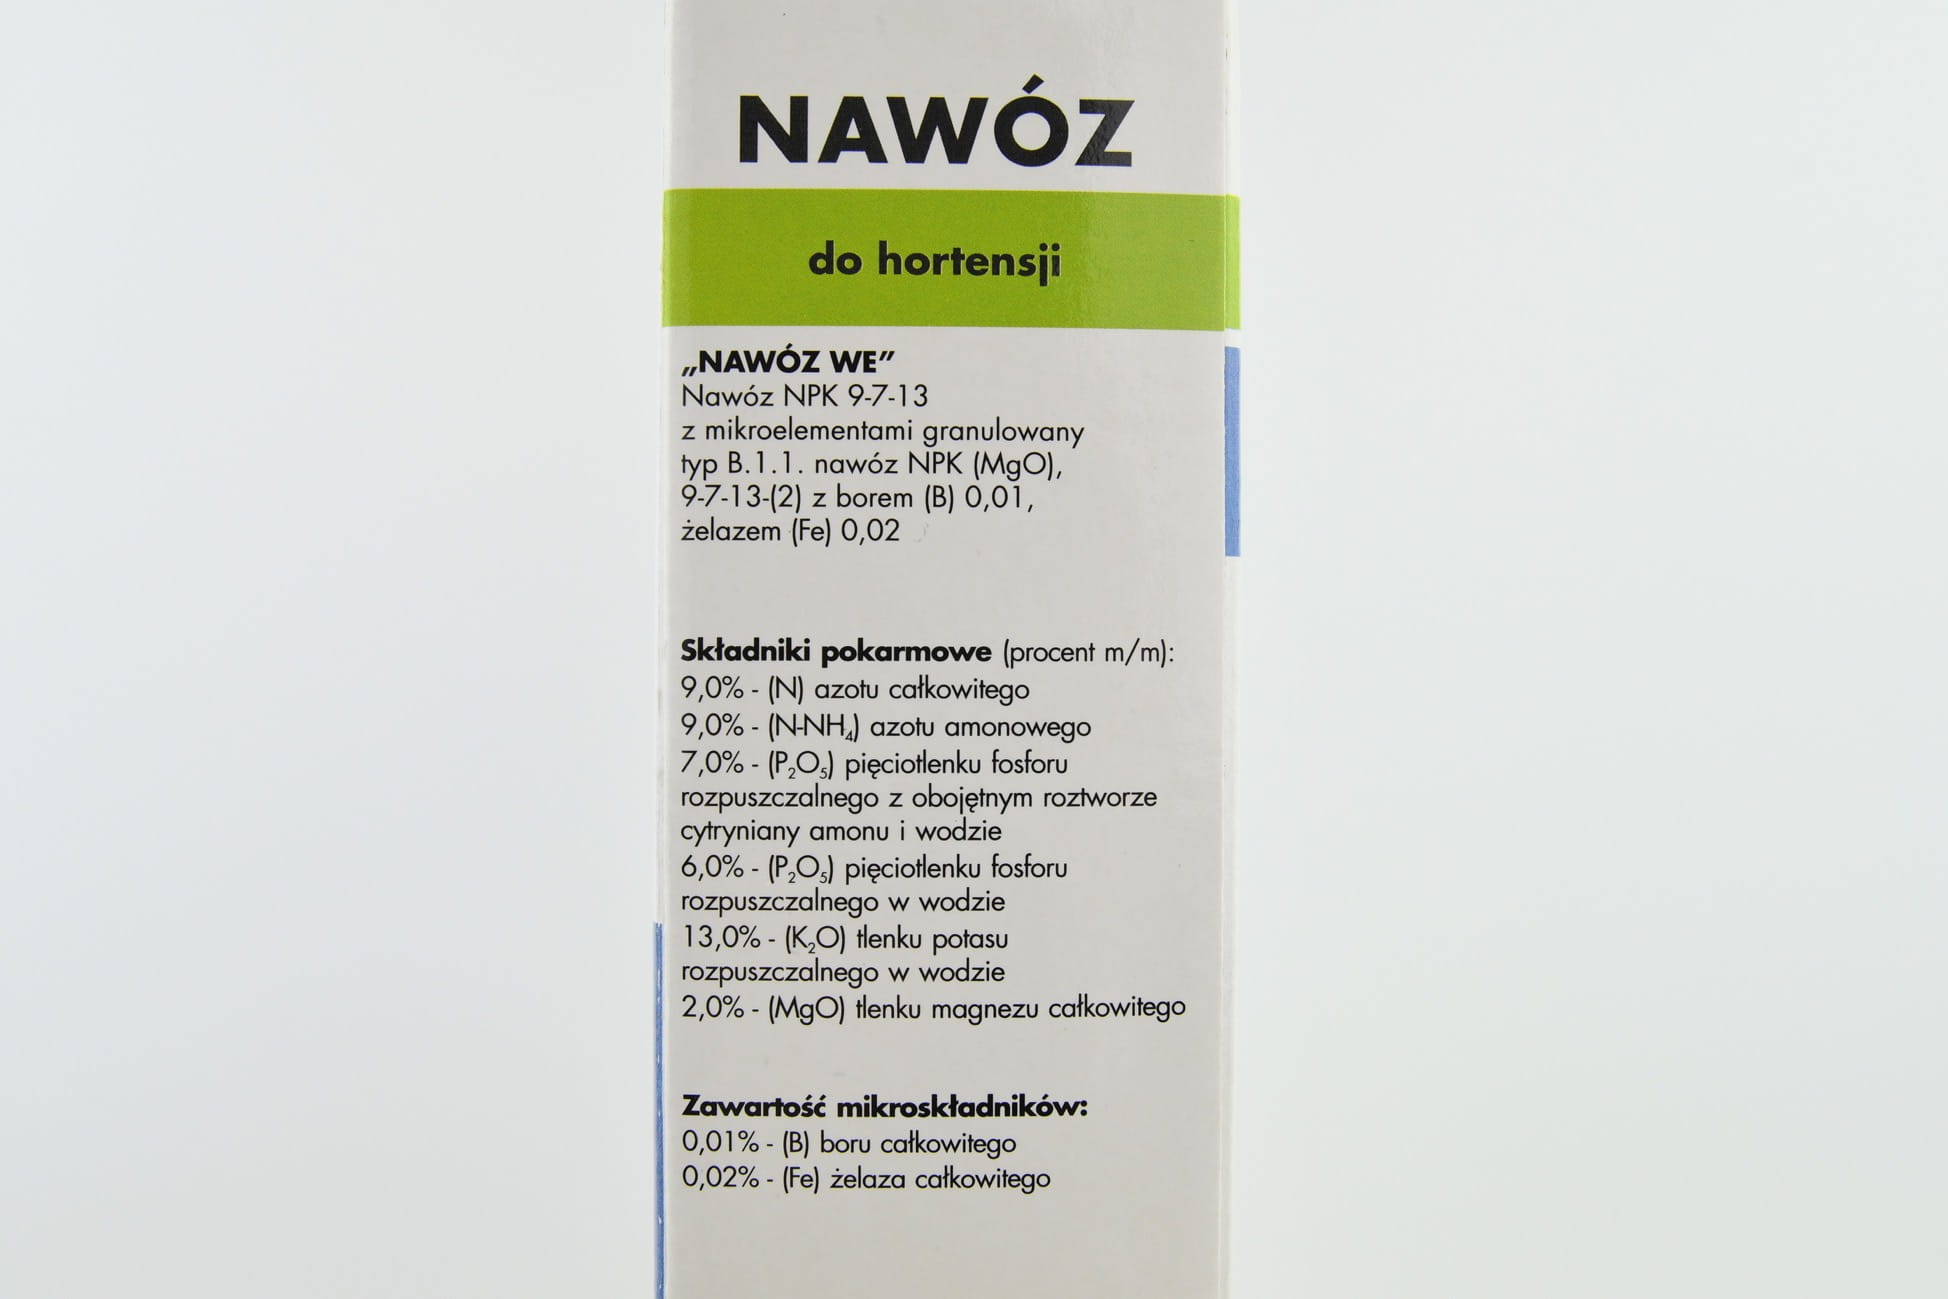 NAWÓZ
do hortensji
„NAWÓZ WE”
Nawóz NPK 9-7-13
z mikroelementami granulowany
typ B.1.1. nawóz NPK (MgO),
9-7-13-(2) z borem (B) 0,01,
żelazem (Fe) 0,02
Składniki pokarmowe (procent m/m):
9,0% - (N) azotu całkowitego
9,0% - (N-NH₄) azotu amonowego
7,0% - (P₂O₅) pięciotlenku fosforu
rozpuszczalnego z obojętnym roztworze
cytryniany amonu i wodzie
6,0% - (P₂O₅) pięciotlenku fosforu
rozpuszczalnego w wodzie
13,0% - (K₂O) tlenku potasu
rozpuszczalnego w wodzie
2,0% - (MgO) tlenku magnezu całkowitego
Zawartość mikroskładników:
0,01% - (B) boru całkowitego
0,02% - (Fe) żelaza całkowitego